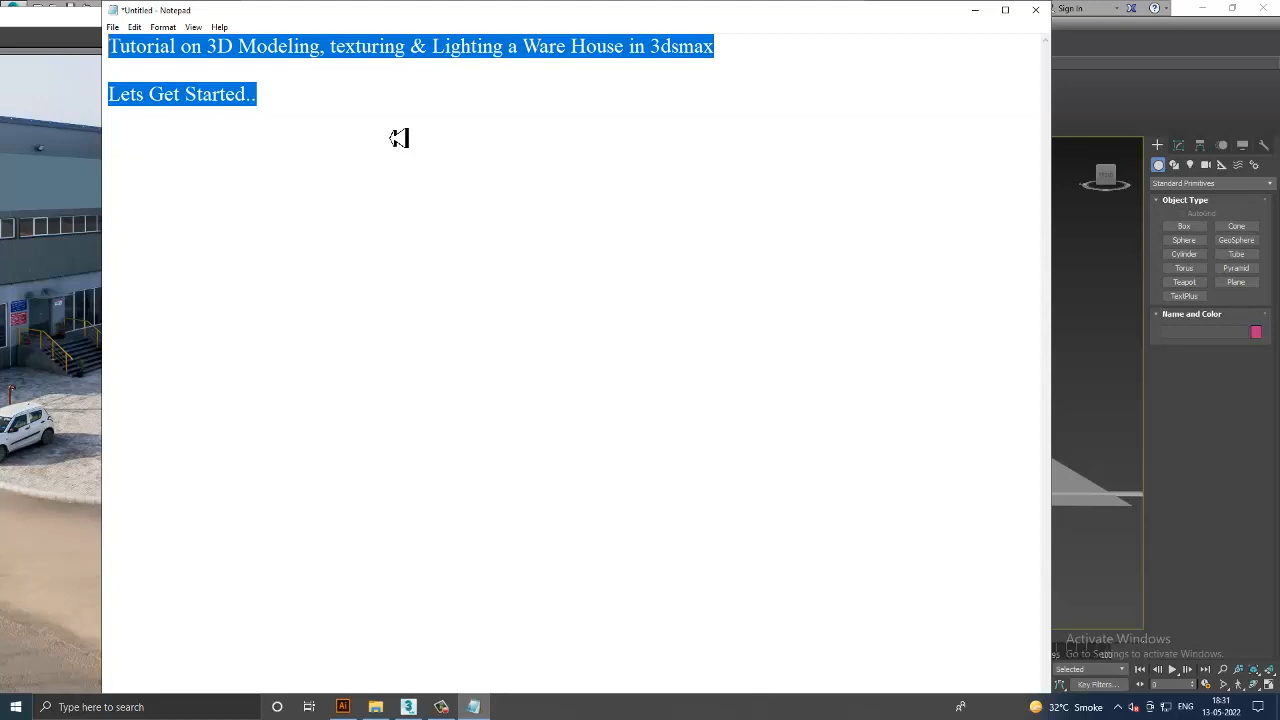 *Untitled - Notepad
Sign In
File Edit Format View Help
Tutorial on 3D Modeling, texturing & Lighting a Ware House in 3dsmax
Lets Get Started..
Standard Primitives
Object Type
AutoGrid
Box Cone
Sphere GeoSphere
Cylinder Tube
Torus Pyramid
Teapot Plane
TextPlus
Name and Color
Activate Windows
Go to Settings to activate Windows.
95 100
Selected
Key Filters...
0
Type here to search
32°C Smoke
ENG
18:31
13-05-2022